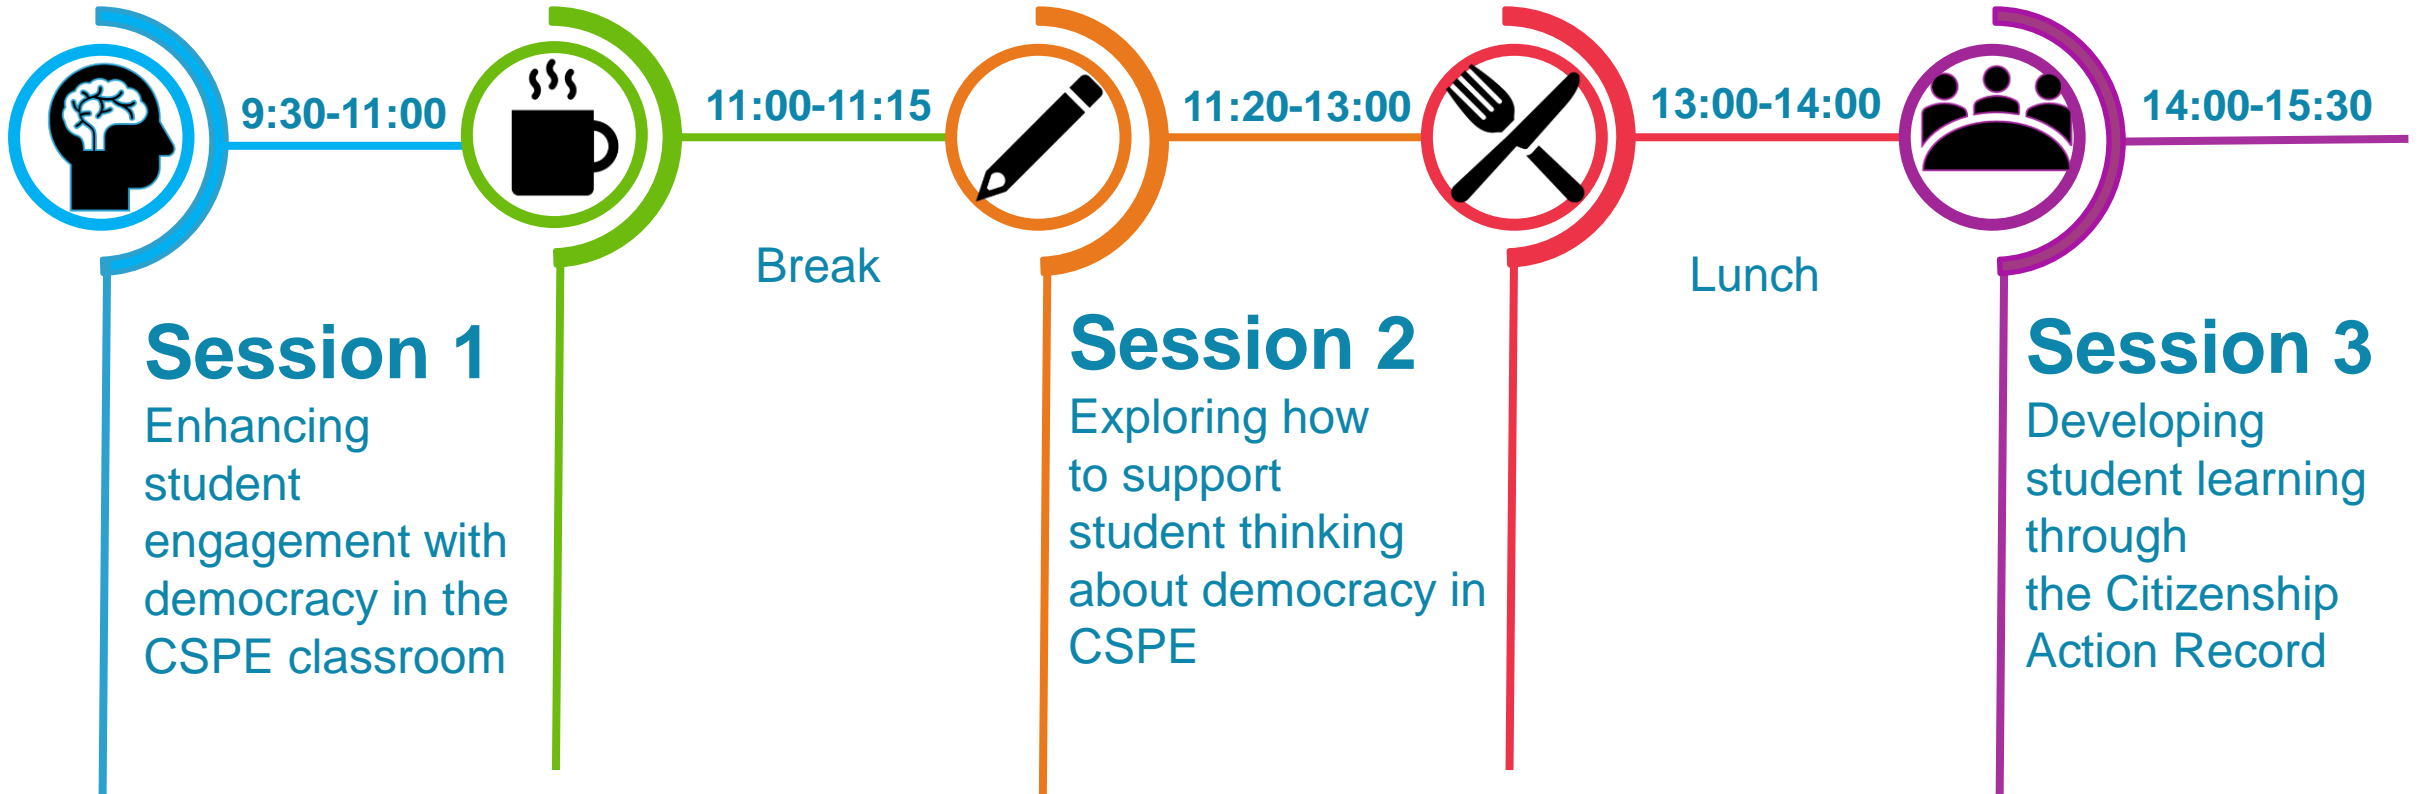 9:30-11:00
Session 1
Enhancing
student
engagement with
democracy in the
CSPE classroom
11:00-11:15
Break
11:20-13:00
Session 2
Exploring how
to support
student thinking
about democracy in
CSPE
13:00-14:00
Lunch
14:00-15:30
Session 3
Developing
student learning
through
the Citizenship
Action Record